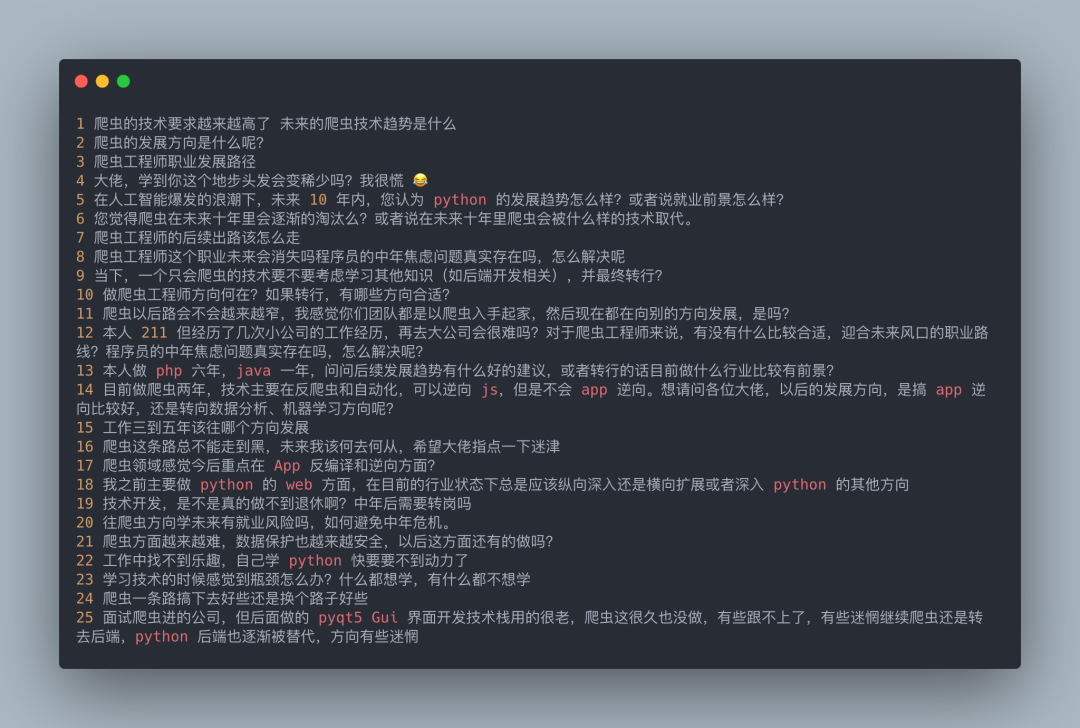 1 爬虫的技术要求越来越高了 未来的爬虫技术趋势是什么
2 爬虫的发展方向是什么呢?
3 爬虫工程师职业发展路径
4 大佬，学到你这个地步头发会变稀少吗? 我很慌 😂
5 在人工智能爆发的浪潮下，未来 10 年内，您认为 python 的发展趋势怎么样? 或者说就业前景怎么样?
6 您觉得爬虫在未来十年里会逐渐的淘汰么? 或者说在未来十年里爬虫会被什么样的技术取代。
7 爬虫工程师的后续出路该怎么走
8 爬虫工程师这个职业未来会消失吗程序员的中年焦虑问题真实存在吗，怎么解决呢
9 当下，一个只会爬虫的技术要不要考虑学习其他知识（如后端开发相关），并最终转行?
10 做爬虫工程师方向何在? 如果转行，有哪些方向合适?
11 爬虫以后路会不会越来越窄，我感觉你们团队都是以爬虫入手起家，然后现在都在向别的方向发展，是吗?
12 本人 211 但经历了几次小公司的工作经历，再去大公司会很难吗? 对于爬虫工程师来说，有没有什么比较合适，迎合未来风口的职业路
线? 程序员的中年焦虑问题真实存在吗，怎么解决呢?
13 本人做 php 六年，java 一年，问问后续发展趋势有什么好的建议，或者转行的话目前做什么行业比较有前景?
14 目前做爬虫两年，技术主要在反爬虫和自动化，可以逆向 js，但是不会 app 逆向。想请问各位大佬，以后的发展方向，是搞 app 逆
向比较好，还是转向数据分析、机器学习方向呢?
15 工作三到五年该往哪个方向发展
16 爬虫这条路总不能走到黑，未来我该何去何从，希望大佬指点一下迷津
17 爬虫领域感觉今后重点在 App 反编译和逆向方面?
18 我之前主要做 python 的 web 方面，在目前的行业状态下总是应该纵向深入还是横向扩展或者深入 python 的其他方向
19 技术开发，是不是真的做不到退休啊? 中年后需要转岗吗
20 往爬虫方向学未来有就业风险吗，如何避免中年危机。
21 爬虫方面越来越难，数据保护也越来越安全，以后这方面还有的做吗?
22 工作中找不到乐趣，自己学 python 快要要不到动力了
23 学习技术的时候感觉到瓶颈怎么办? 什么都想学，有什么都不想学
24 爬虫一条路搞下去好些还是换个路子好些
25 面试爬虫进的公司，但后面做的 pyqt5 Gui 界面开发技术栈用的很老，爬虫这很久也没做，有些跟不上了，有些迷惘继续爬虫还是转
去后端，python 后端也逐渐被替代，方向有些迷惘